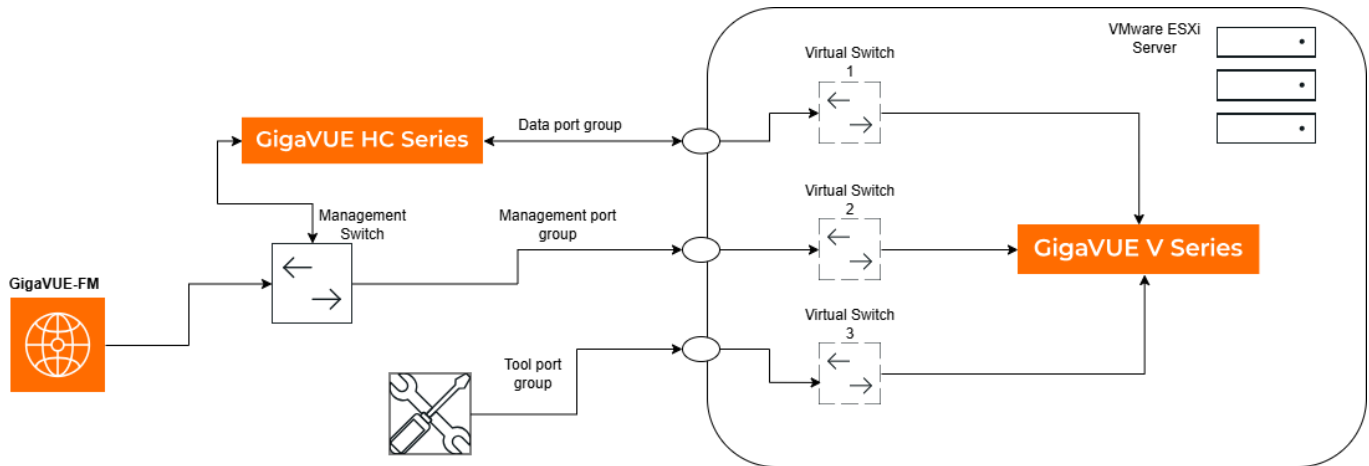 VMware ESXi
Server
Virtual Switch
1
GigaVUE HC Series
Data port group
Management
Switch
Management port
group
Virtual Switch
2
GigaVUE V Series
GigaVUE-FM
Virtual Switch
3
Tool port
group